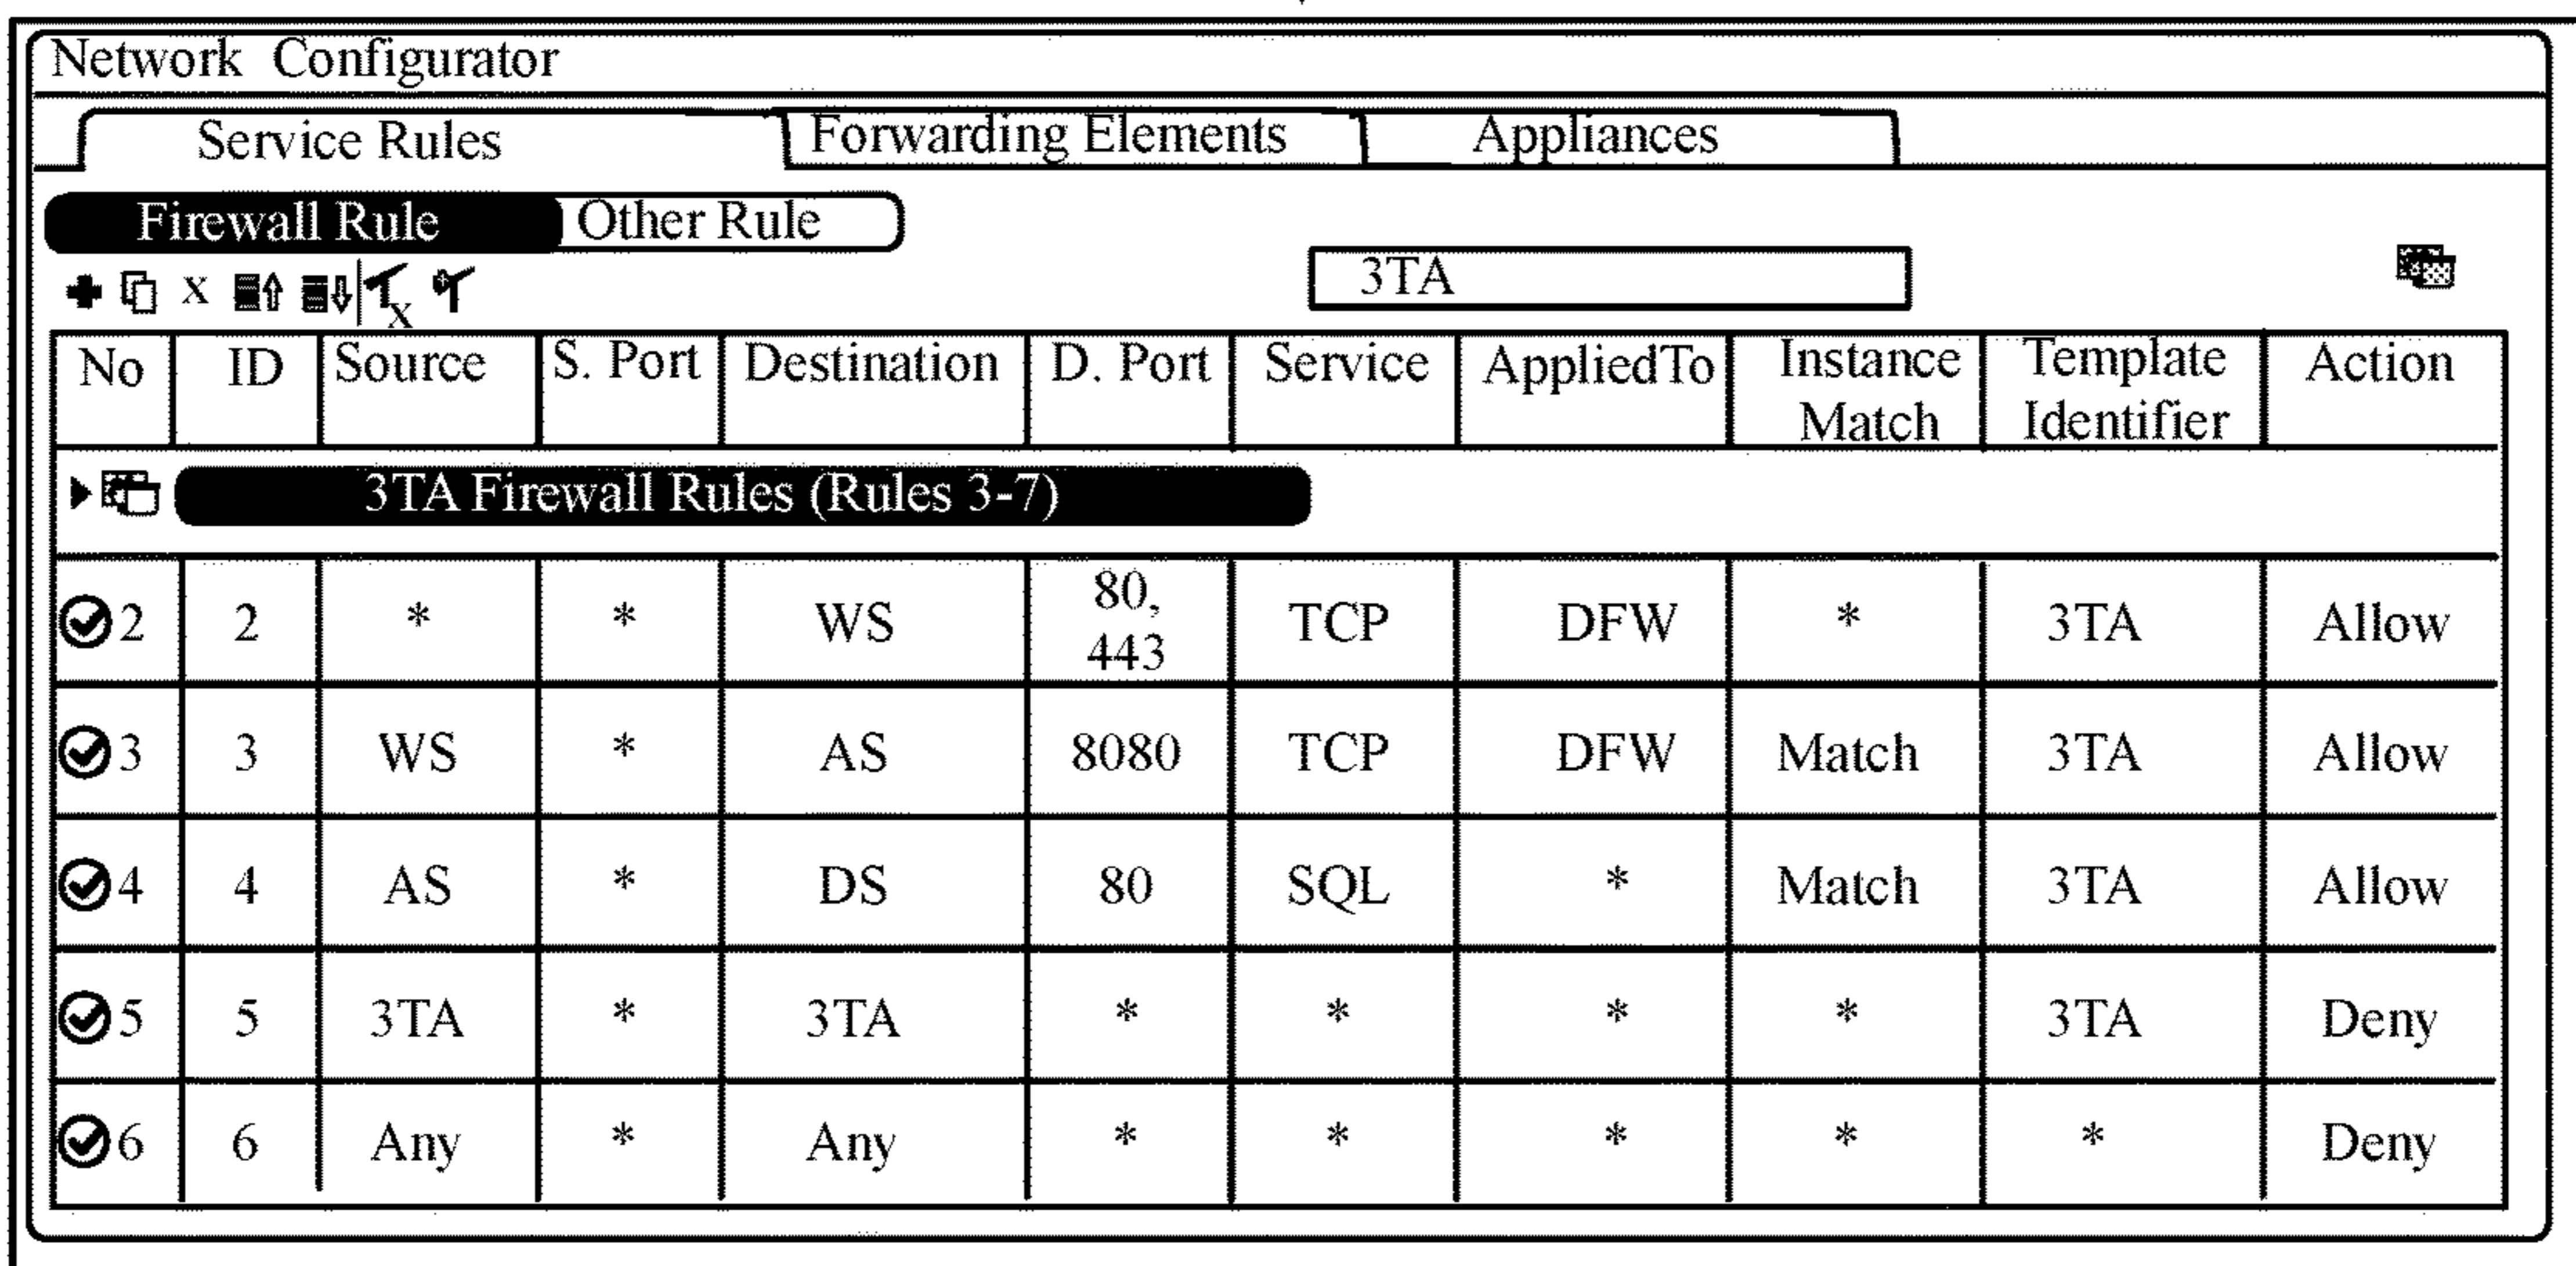 Network Configurator
Service Rules Forwarding Elements Appliances
Firewall Rule Other Rule
x x 3TA
No ID Source S. Port Destination D. Port Service AppliedTo Instance Match Template Identifier Action
3TA Firewall Rules (Rules 3-7)
2 2 * * WS 80, 443 TCP DFW * 3TA Allow
3 3 WS * AS 8080 TCP DFW Match 3TA Allow
4 4 AS * DS 80 SQL * Match 3TA Allow
5 5 3TA * 3TA * * * * 3TA Deny
6 6 Any * Any * * * * * Deny